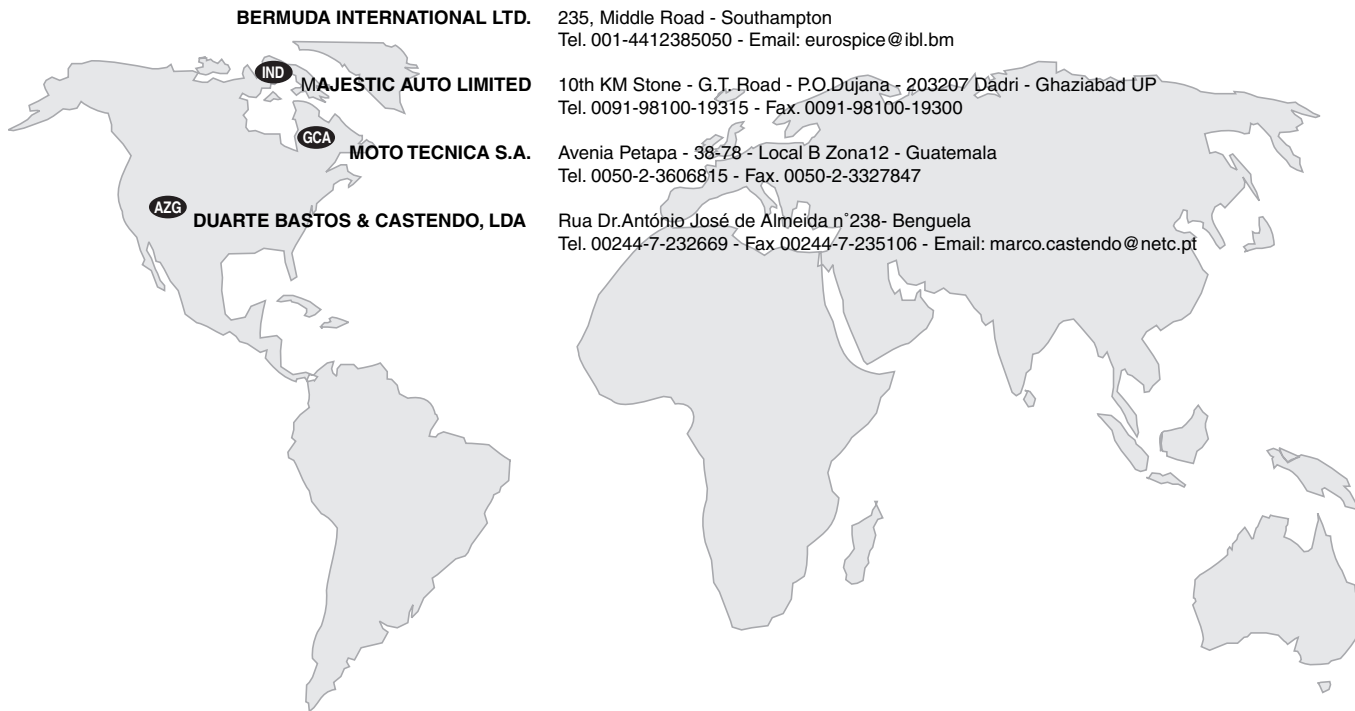 BERMUDA INTERNATIONAL LTD. 235, Middle Road - Southampton
Tel. 001-4412385050 - Email: eurospice@ibl.bm
IND MAJESTIC AUTO LIMITED 10th KM Stone - G.T. Road - P.O.Dujana - 203207 Dadri - Ghaziabad UP
Tel. 0091-98100-19315 - Fax. 0091-98100-19300
GCA MOTO TECNICA S.A. Avenia Petapa - 38-78 - Local B Zona12 - Guatemala
Tel. 0050-2-3606815 - Fax. 0050-2-3327847
AZG DUARTE BASTOS & CASTENDO, LDA Rua Dr.António José de Almeida n°238- Benguela
Tel. 00244-7-232669 - Fax 00244-7-235106 - Email: marco.castendo@netc.pt